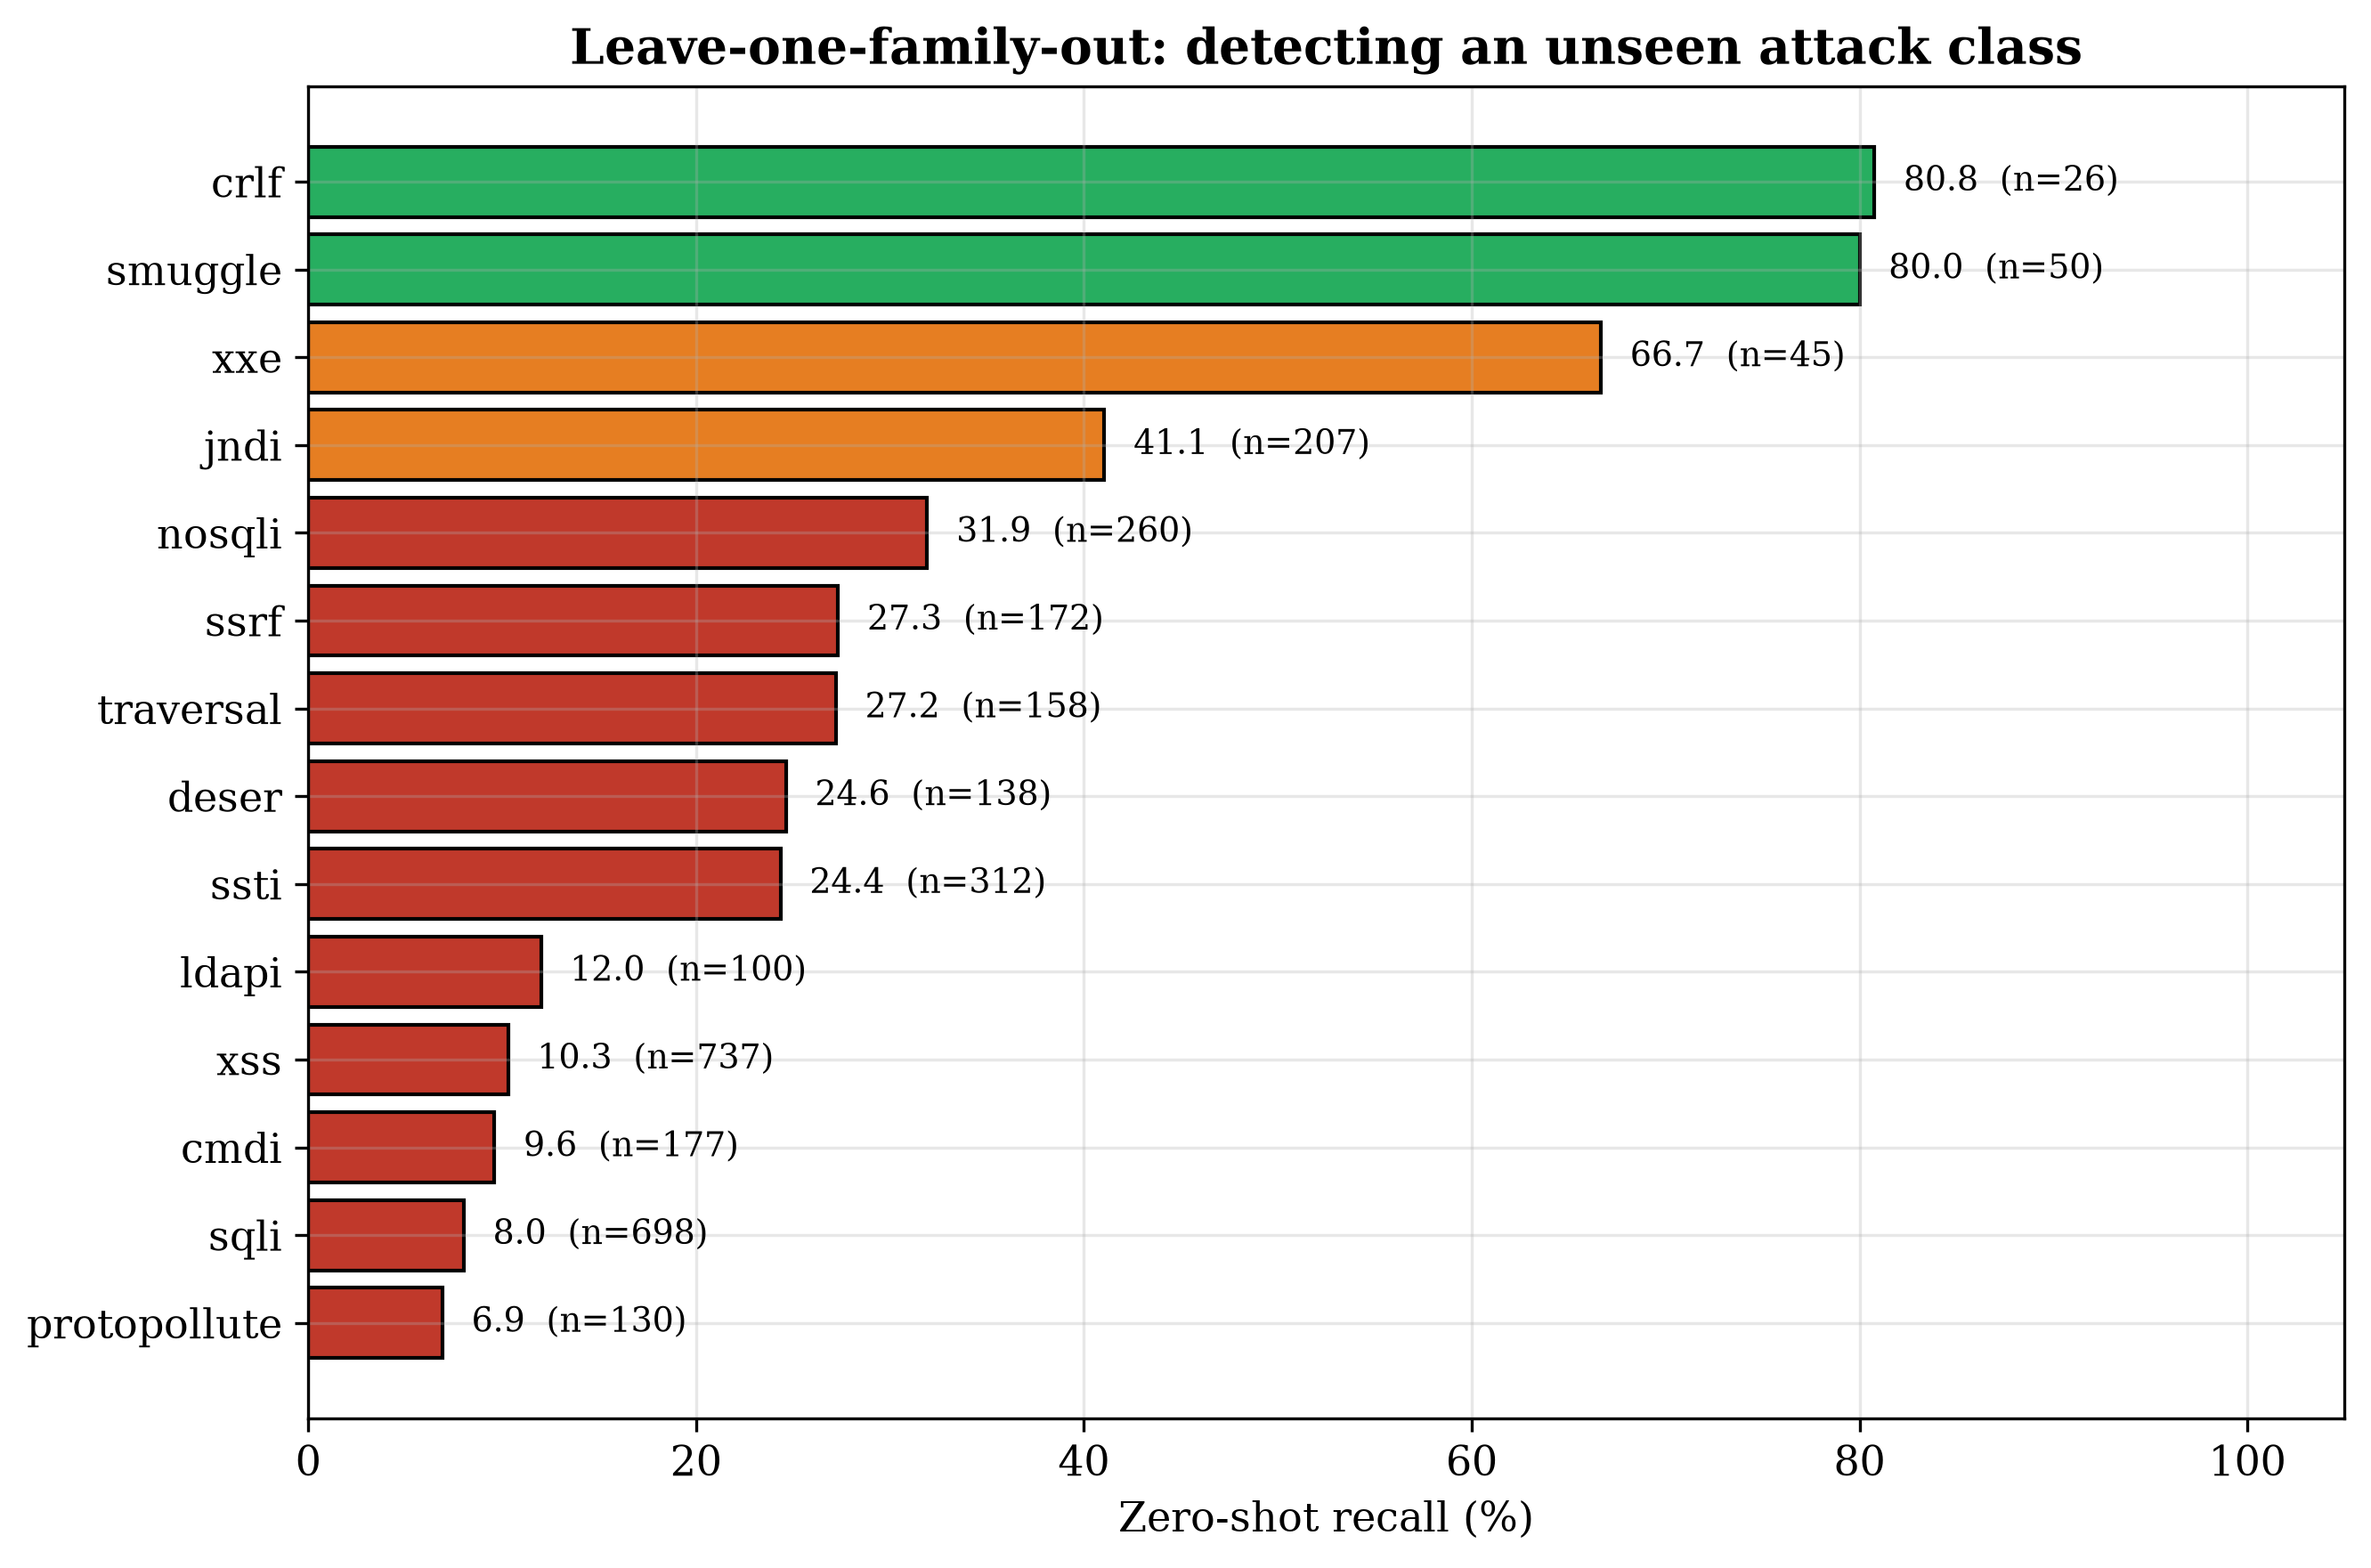 Leave-one-family-out: detecting an unseen attack class
crlf 80.8 (n=26)
smuggle 80.0 (n=50)
xxe 66.7 (n=45)
jndi 41.1 (n=207)
nosqli 31.9 (n=260)
ssrf 27.3 (n=172)
traversal 27.2 (n=158)
deser 24.6 (n=138)
ssti 24.4 (n=312)
ldapi 12.0 (n=100)
xss 10.3 (n=737)
cmdi 9.6 (n=177)
sqli 8.0 (n=698)
protopollute 6.9 (n=130)
0 20 40 60 80 100
Zero-shot recall (%)